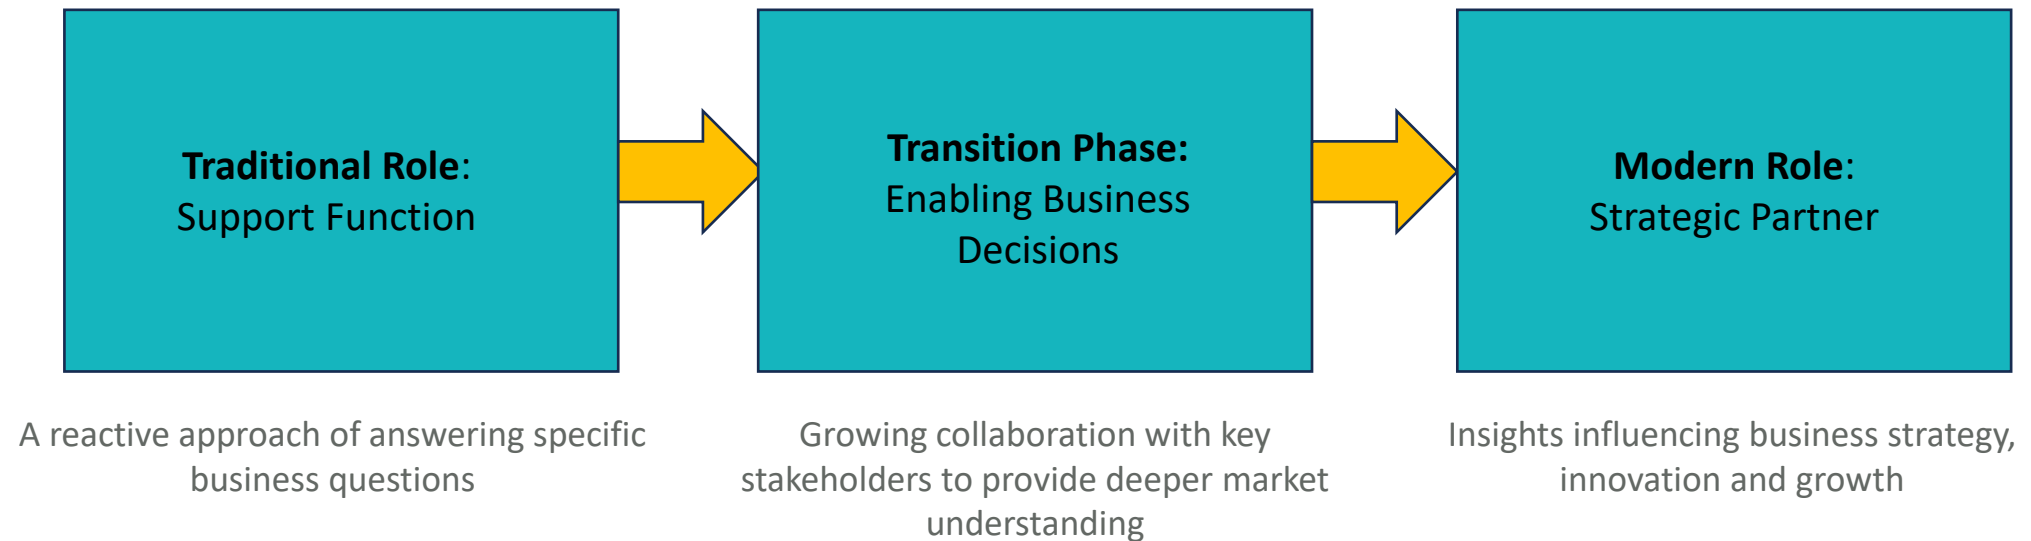 Traditional Role:
Support Function
Transition Phase:
Enabling Business
Decisions
Modern Role:
Strategic Partner
A reactive approach of answering specific
business questions
Growing collaboration with key
stakeholders to provide deeper market
understanding
Insights influencing business strategy,
innovation and growth